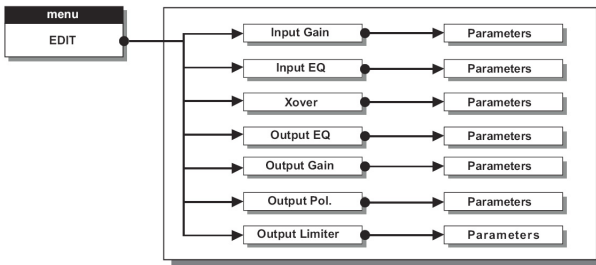 menu
EDIT
Input Gain Parameters
Input EQ Parameters
Xover Parameters
Output EQ Parameters
Output Gain Parameters
Output Pol. Parameters
Output Limiter Parameters